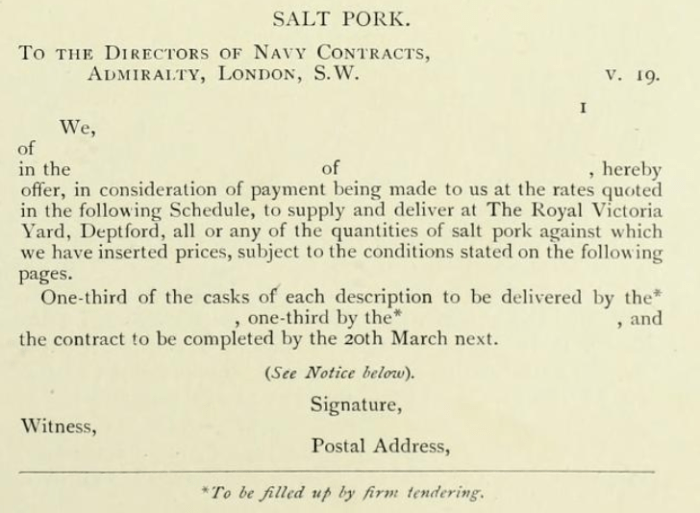 SALT PORK.
To the Directors of Navy Contracts,
Admiralty, London, S.W. v. 19.
1
We,
of
in the of , hereby
offer, in consideration of payment being made to us at the rates quoted
in the following Schedule, to supply and deliver at The Royal Victoria
Yard, Deptford, all or any of the quantities of salt pork against which
we have inserted prices, subject to the conditions stated on the following
pages.
One-third of the casks of each description to be delivered by the*
, one-third by the* , and
the contract to be completed by the 20th March next.
(See Notice below).
Signature,
Witness,
Postal Address,
*To be filled up by firm tendering.